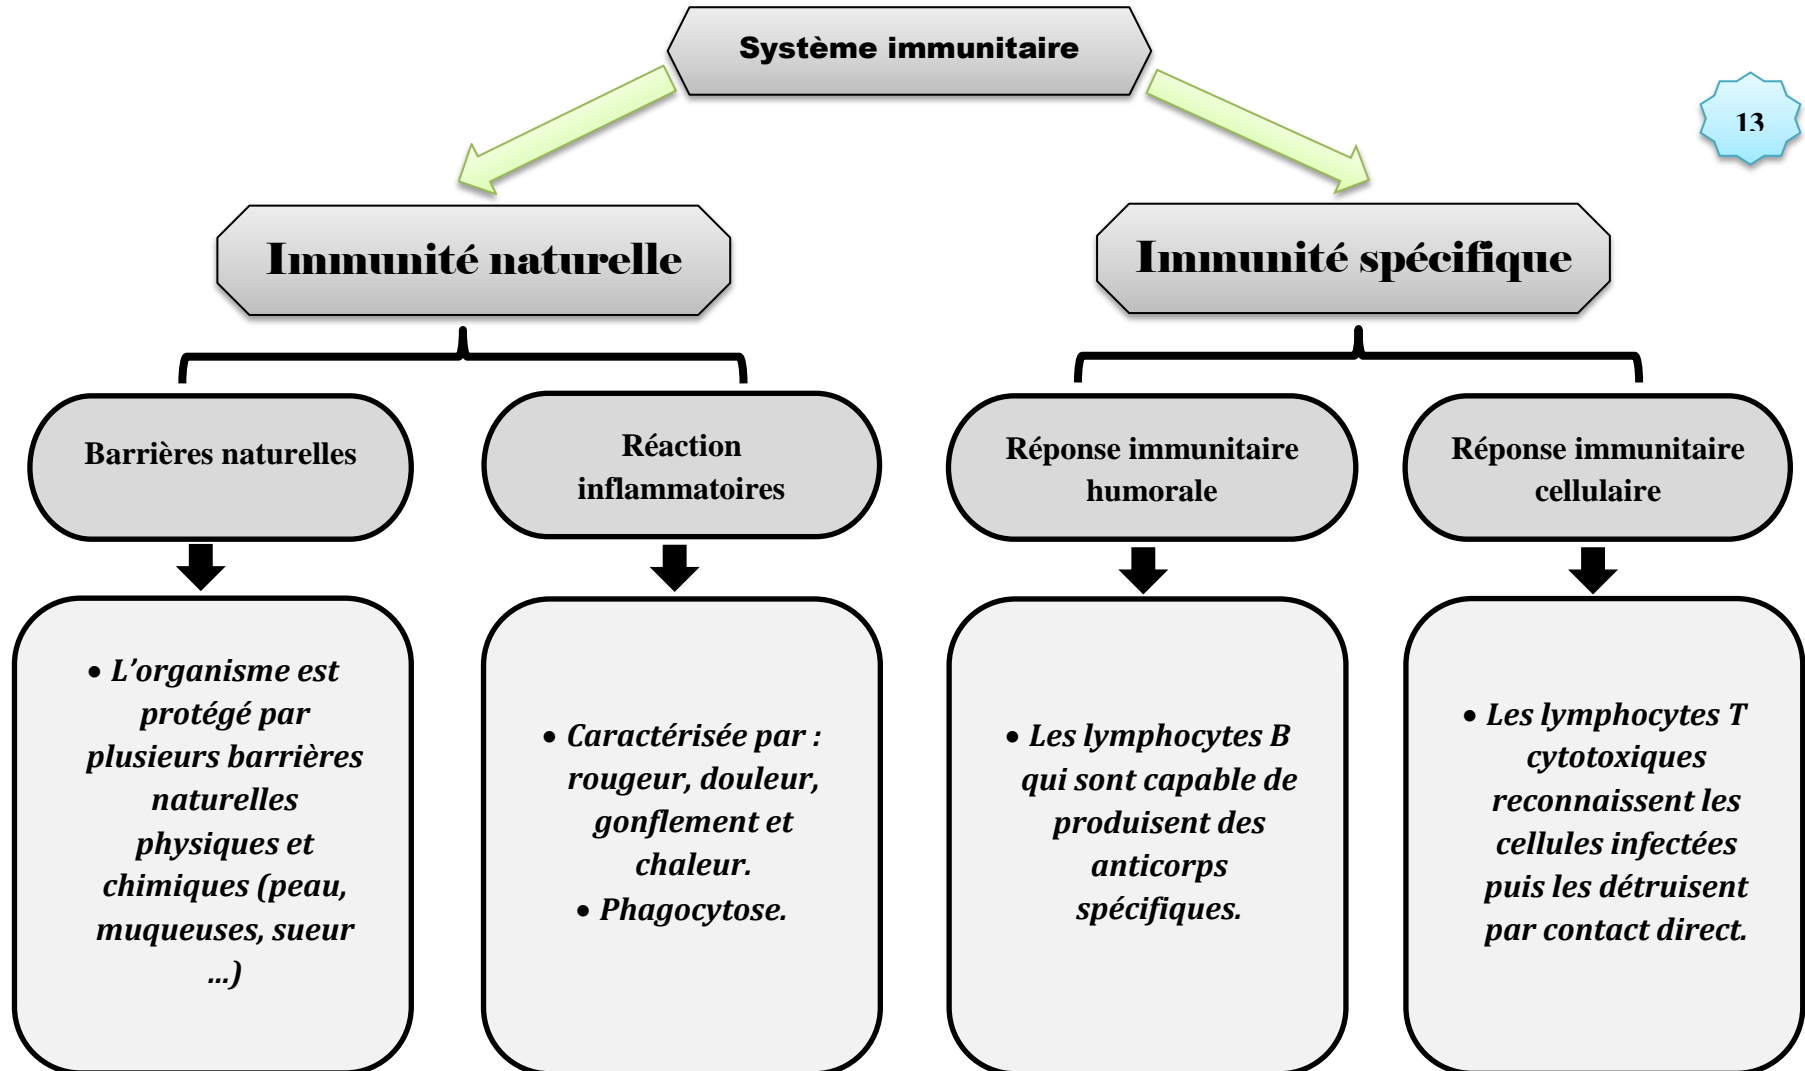 Système immunitaire
13
Immunité naturelle
Immunité spécifique
Barrières naturelles
Réaction
inflammatoires
Réponse immunitaire
humorale
Réponse immunitaire
cellulaire
• L’organisme est
protégé par
plusieurs barrières
naturelles
physiques et
chimiques (peau,
muqueuses, sueur
...)
• Caractérisée par :
rougeur, douleur,
gonflement et
chaleur.
• Phagocytose.
• Les lymphocytes B
qui sont capable de
produisent des
anticorps
spécifiques.
• Les lymphocytes T
cytotoxiques
reconnaissent les
cellules infectées
puis les détruisent
par contact direct.